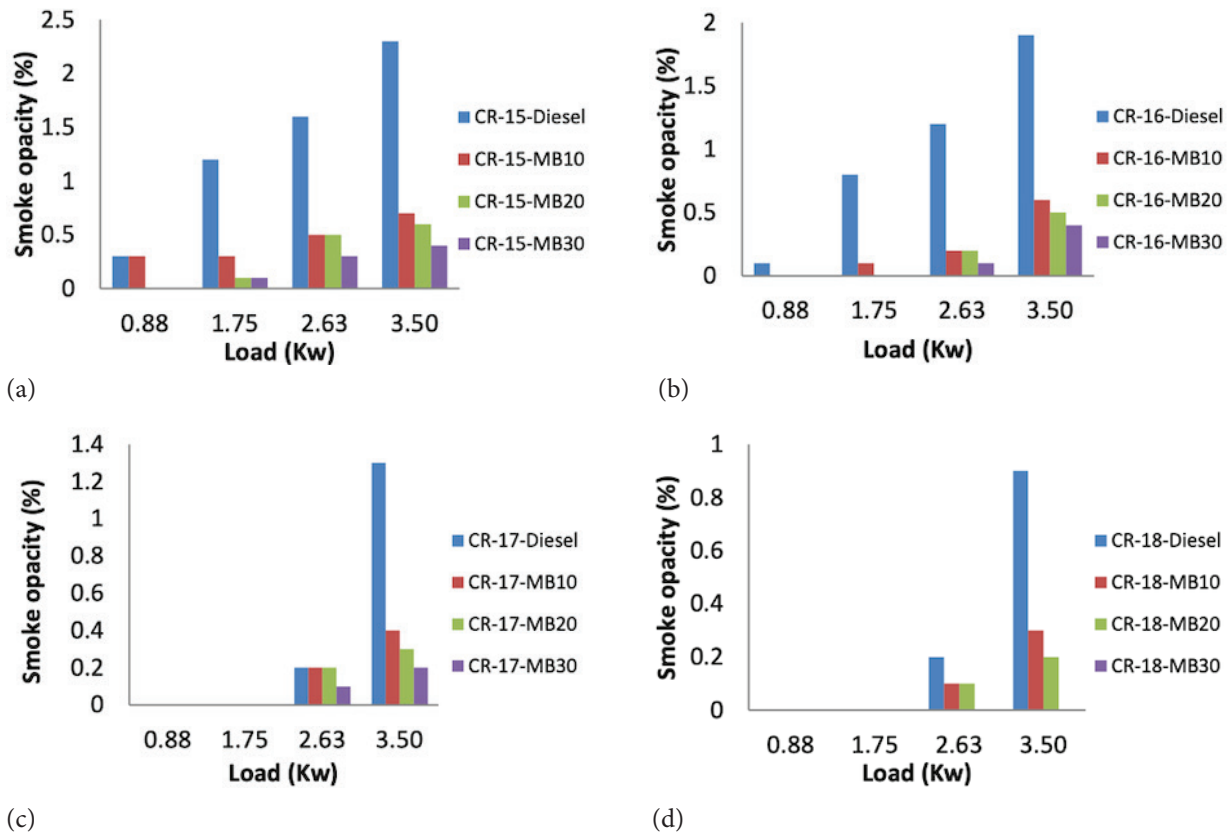 2.5
2
1.5
1
0.5
0
Smoke opacity (%)
0.88 1.75 2.63 3.50
Load (Kw)
CR-15-Diesel
CR-15-MB10
CR-15-MB20
CR-15-MB30
(a)
2
1.5
1
0.5
0
Smoke opacity (%)
0.88 1.75 2.63 3.50
Load (Kw)
CR-16-Diesel
CR-16-MB10
CR-16-MB20
CR-16-MB30
(b)
1.4
1.2
1
0.8
0.6
0.4
0.2
0
Smoke opacity (%)
0.88 1.75 2.63 3.50
Load (Kw)
CR-17-Diesel
CR-17-MB10
CR-17-MB20
CR-17-MB30
(c)
1
0.8
0.6
0.4
0.2
0
Smoke opacity (%)
0.88 1.75 2.63 3.50
Load (Kw)
CR-18-Diesel
CR-18-MB10
CR-18-MB20
CR-18-MB30
(d)